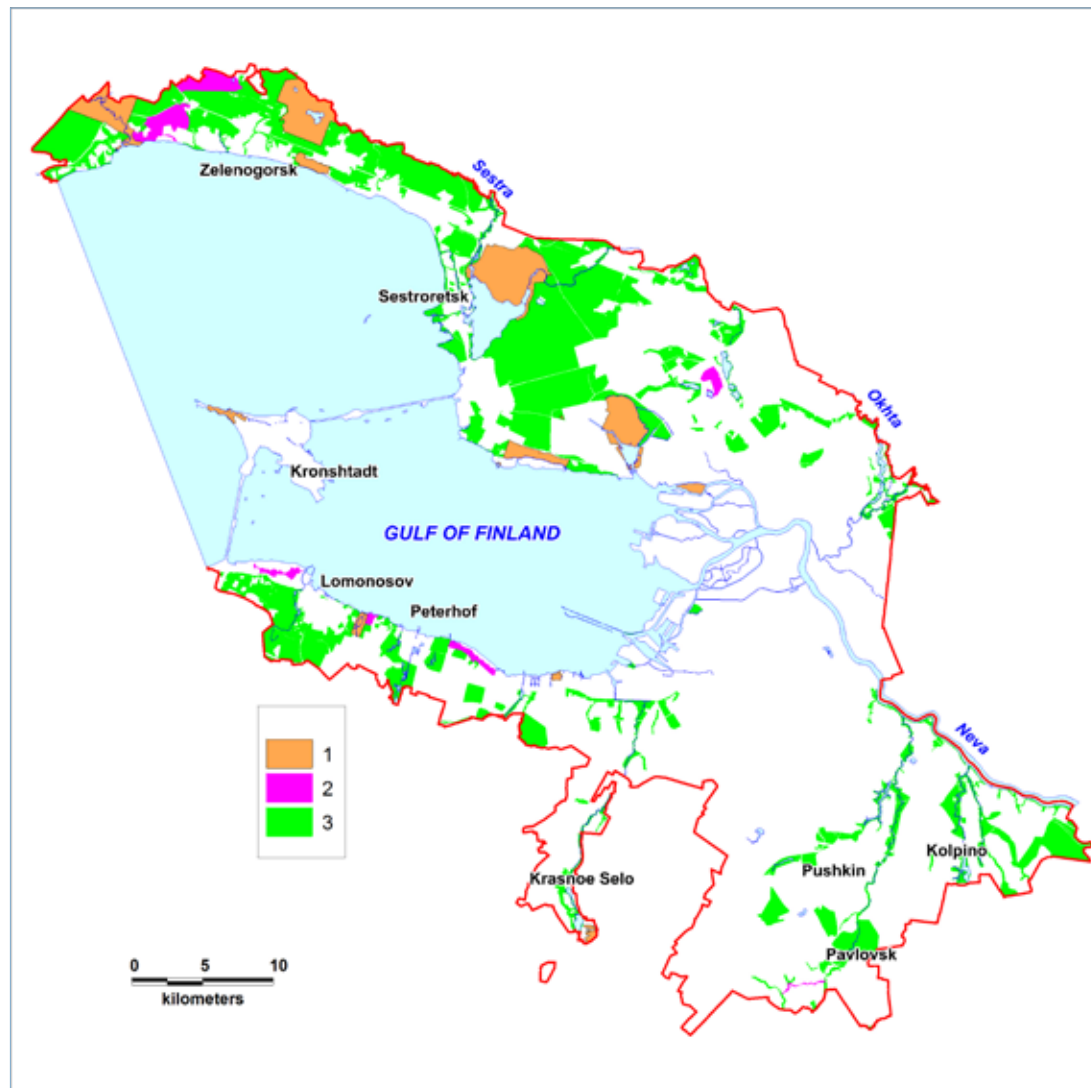 Zelenogorsk
Sestra
Sestroretsk
Okhta
Kronshtadt
GULF OF FINLAND
Lomonosov
Peterhof
1
2
3
Neva
Kolpino
Pushkin
Krasnoe Selo
Pavlovsk
0 5 10
kilometers